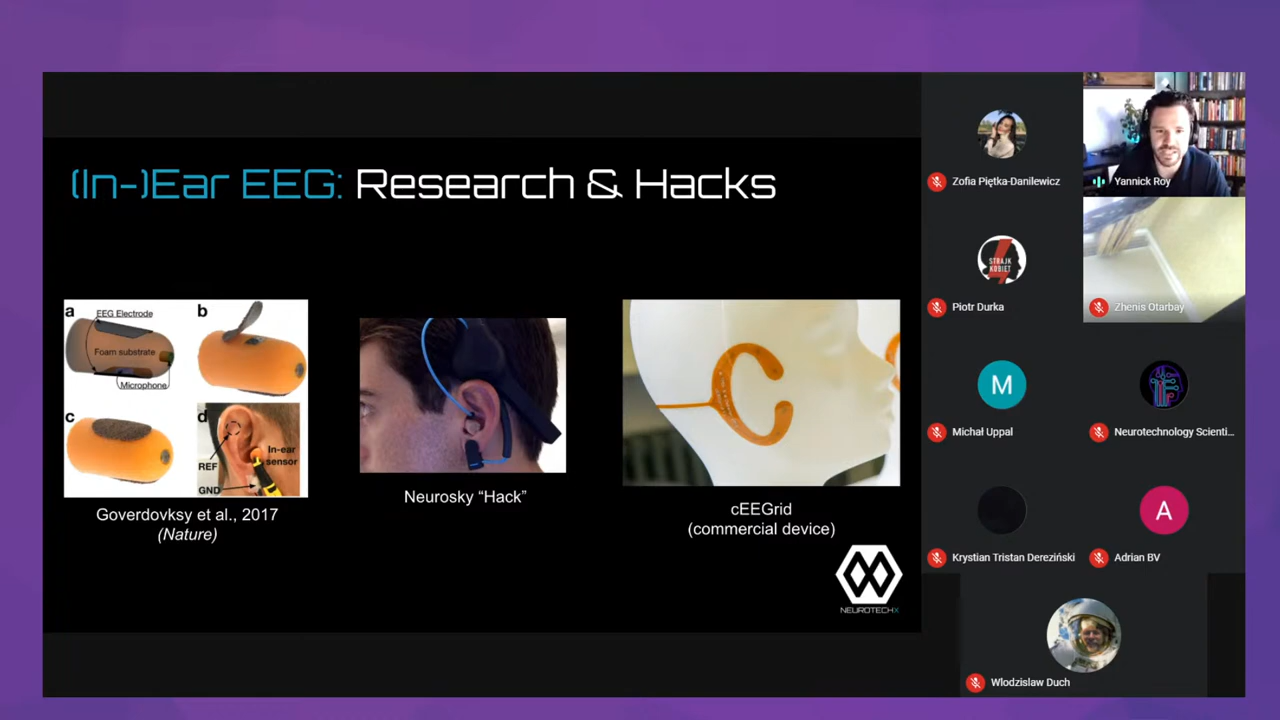 (In-)Ear EEG: Research & Hacks
a
EEG Electrode
Foam substrate
Microphone
b
c
d
REF
GND
In-ear
sensor
Goverdovksy et al., 2017
(Nature)
Neurosky “Hack”
cEEGrid
(commercial device)
NEUROTECHX
Zofia Piętka-Danilewicz
Yannick Roy
STRAJK
KOBIET
Piotr Durka
Zhenis Otarbay
M
Michał Uppal
Neurotechnology Scienti...
Krystian Tristan Dereziński
A
Adrian BV
Wlodzislaw Duch